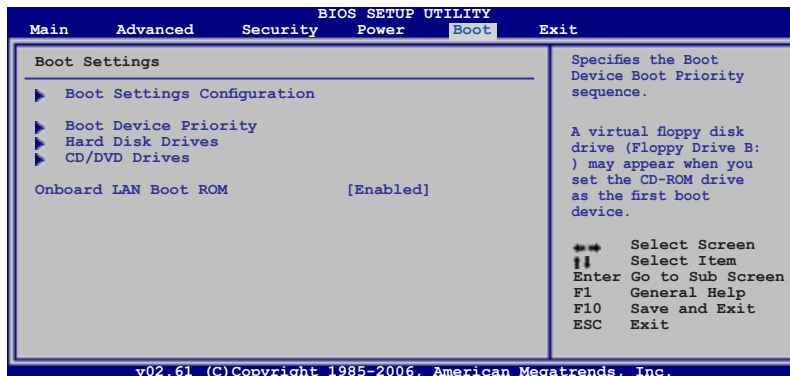 BIOS SETUP UTILITY
Main Advanced Security Power Boot Exit
Boot Settings
Boot Settings Configuration
Boot Device Priority
Hard Disk Drives
CD/DVD Drives
Onboard LAN Boot ROM [Enabled]
Specifies the Boot
Device Boot Priority
sequence.
A virtual floppy disk
drive (Floppy Drive B:
) may appear when you
set the CD-ROM drive
as the first boot
device.
Select Screen
Select Item
Enter Go to Sub Screen
F1 General Help
F10 Save and Exit
ESC Exit
v02.61 (C)Copyright 1985-2006, American Megatrends, Inc.